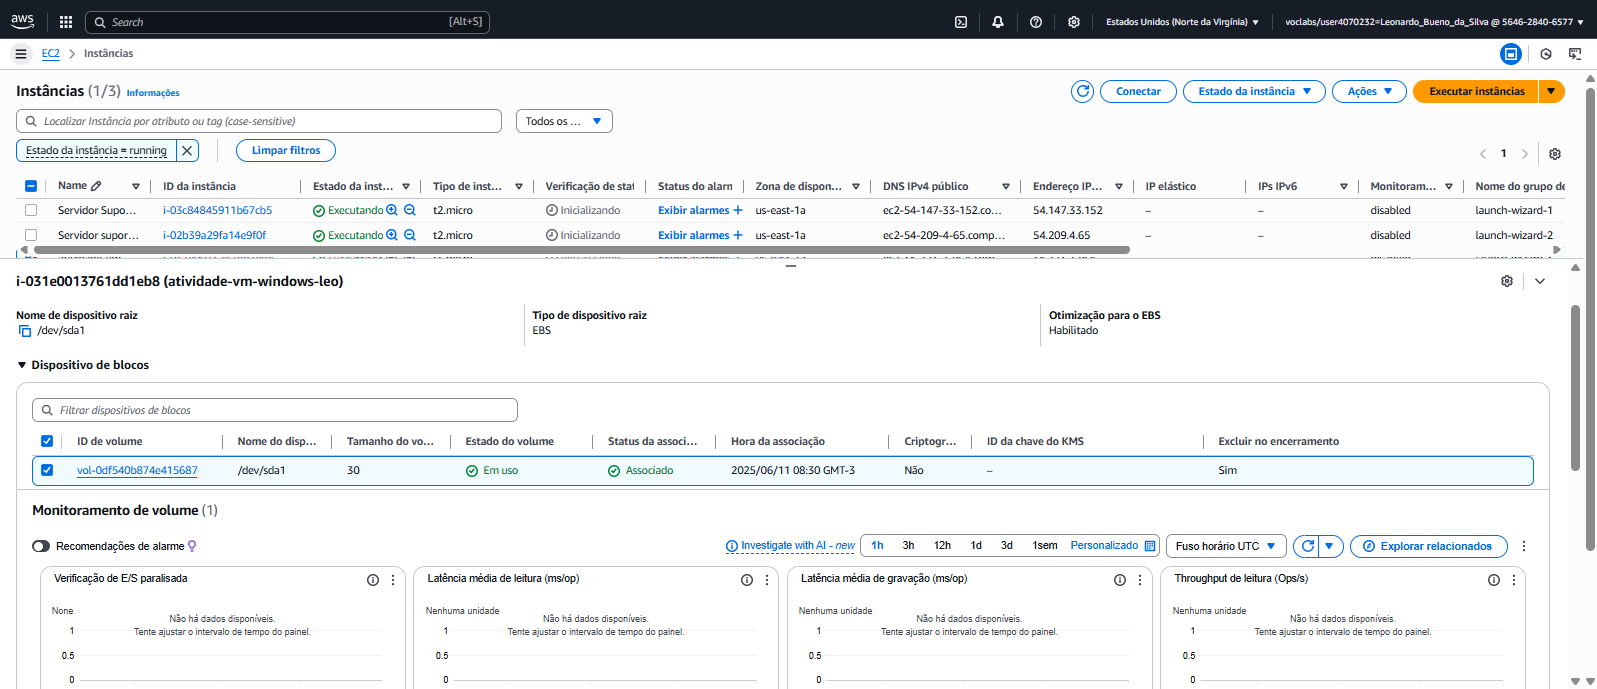 aws
Search
[Alt+S]
Estados Unidos (Norte da Virgínia)
voclabs/user4070232=Leonardo_Bueno_da_Silva @ 5646-2840-6577
EC2
Instâncias
Instâncias (1/3) Informações
Conectar
Estado da instância
Ações
Executar instâncias
Localizar Instância por atributo ou tag (case-sensitive)
Todos os ...
Estado da instância = running
Limpar filtros
1
Name
ID da instância
Estado da inst...
Tipo de inst...
Verificação de stat
Status do alarn
Zona de dispon...
DNS IPv4 público
Endereço IP...
IP elástico
IPs IPv6
Monitoram...
Nome do grupo de
Servidor Supo...
i-03c84845911b67cb5
Executando
t2.micro
Inicializando
Exibir alarmes
us-east-1a
ec2-54-147-33-152.co...
54.147.33.152
–
–
disabled
launch-wizard-1
Servidor supor...
i-02b39a29fa14e9f0f
Executando
t2.micro
Inicializando
Exibir alarmes
us-east-1a
ec2-54-209-4-65.comp...
54.209.4.65
–
–
disabled
launch-wizard-2
i-031e0013761dd1eb8 (atividade-vm-windows-leo)
Nome de dispositivo raiz
/dev/sda1
Tipo de dispositivo raiz
EBS
Otimização para o EBS
Habilitado
Dispositivo de blocos
Filtrar dispositivos de blocos
ID de volume
Nome do disp...
Tamanho do vo...
Estado do volume
Status da associ...
Hora da associação
Criptogr...
ID da chave do KMS
Excluir no encerramento
vol-0df540b874e415687
/dev/sda1
30
Em uso
Associado
2025/06/11 08:30 GMT-3
Não
–
Sim
Monitoramento de volume (1)
Recomendações de alarme
Investigate with AI - new
1h
3h
12h
1d
3d
1sem
Personalizado
Fuso horário UTC
Explorar relacionados
Verificação de E/S paralisada
None
Não há dados disponíveis.
Tente ajustar o intervalo de tempo do painel.
1
0.5
0
Latência média de leitura (ms/op)
Nenhuma unidade
Não há dados disponíveis.
Tente ajustar o intervalo de tempo do painel.
1
0.5
0
Latência média de gravação (ms/op)
Nenhuma unidade
Não há dados disponíveis.
Tente ajustar o intervalo de tempo do painel.
1
0.5
0
Throughput de leitura (Ops/s)
Nenhuma unidade
Não há dados disponíveis.
Tente ajustar o intervalo de tempo do painel.
1
0.5
0